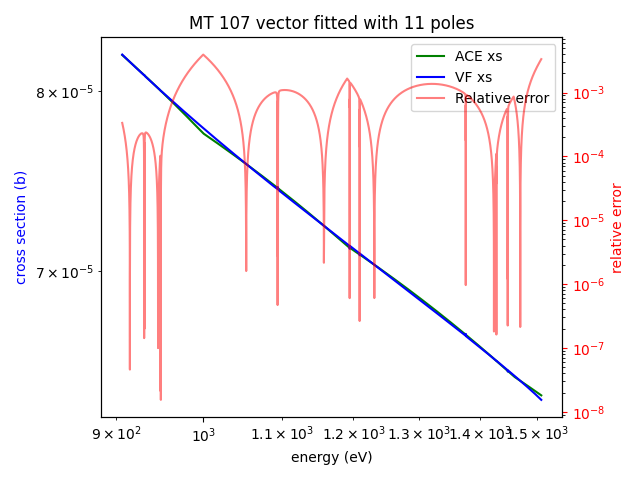 MT 107 vector fitted with 11 poles
ACE xs
VF xs
Relative error
8 × 10⁻⁵
7 × 10⁻⁵
cross section (b)
10⁻³
10⁻⁴
10⁻⁵
10⁻⁶
10⁻⁷
10⁻⁸
relative error
9 × 10² 10³ 1.1 × 10³ 1.2 × 10³ 1.3 × 10³ 1.4 × 10³ 1.5 × 10³
energy (eV)